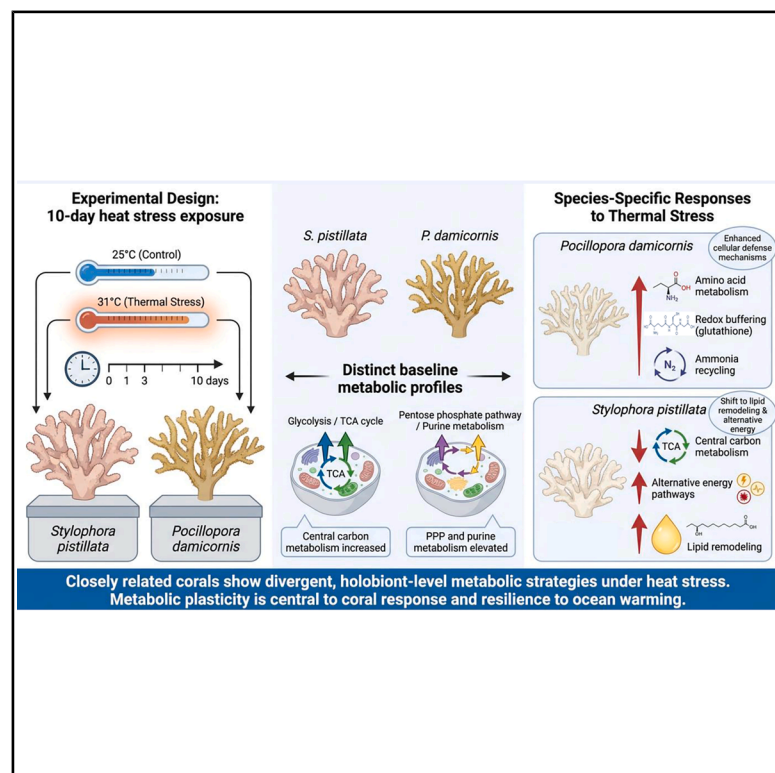 Experimental Design:
10-day heat stress exposure
25°C (Control)
31°C (Thermal Stress)
0 1 3 10 days
Stylophora
pistillata
Pocillopora
damicornis
S. pistillata
P. damicornis
Distinct baseline
metabolic profiles
Glycolysis / TCA cycle
TCA
Central carbon
metabolism increased
Pentose phosphate pathway
/ Purine metabolism
PPP and purine
metabolism elevated
Species-Specific Responses
to Thermal Stress
Pocillopora damicornis
Enhanced
cellular defense
mechanisms
OH
NH₂
Amino acid
metabolism
Redox buffering
(glutathione)
N₂
Ammonia
recycling
Stylophora pistillata
Shift to lipid
remodeling &
alternative
energy
TCA
Central carbon
metabolism
Alternative energy
pathways
OH
Lipid remodeling
Closely related corals show divergent, holobiont-level metabolic strategies under heat stress.
Metabolic plasticity is central to coral response and resilience to ocean warming.